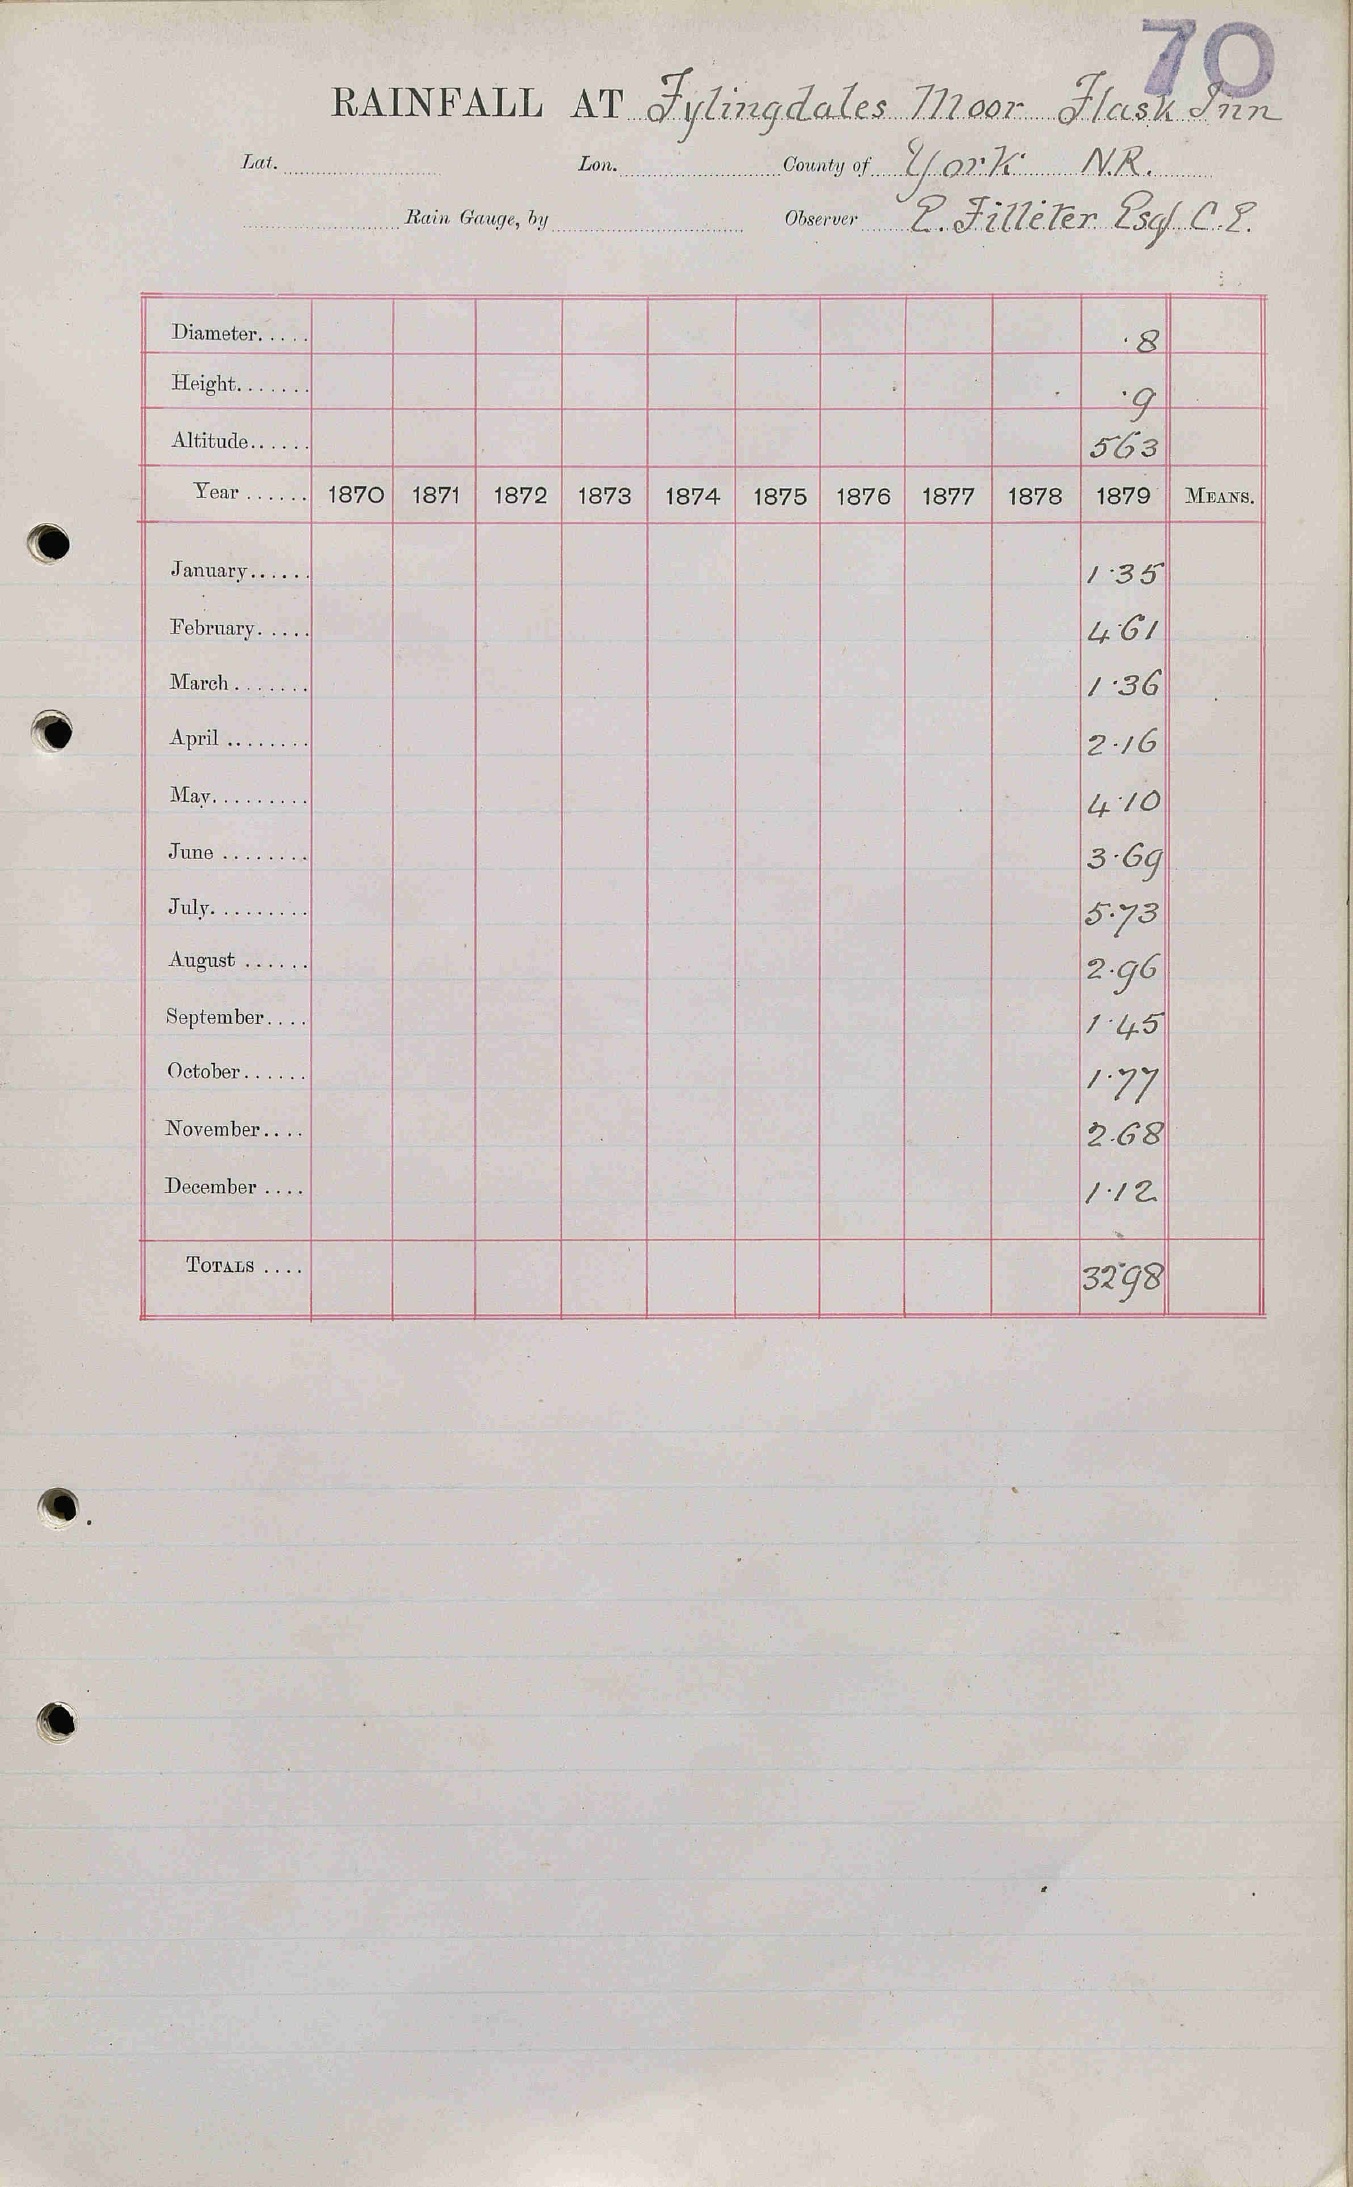 70
RAINFALL AT Fylingdales Moor Flask Inn
Lat. Lon. County of York N.R.
Rain Gauge, by Observer E. Filliter Esq C.E.
Diameter..... ·8
Height....... ·9
Altitude...... 563
Year ...... 1870 1871 1872 1873 1874 1875 1876 1877 1878 1879 MEANS.
January...... 1·35
February..... 4·61
March ....... 1·36
April ........ 2·16
May......... 4·10
June ........ 3·69
July......... 5·73
August ...... 2·96
September.... 1·45
October...... 1·77
November.... 2·68
December .... 1·12
TOTALS .... 32·98